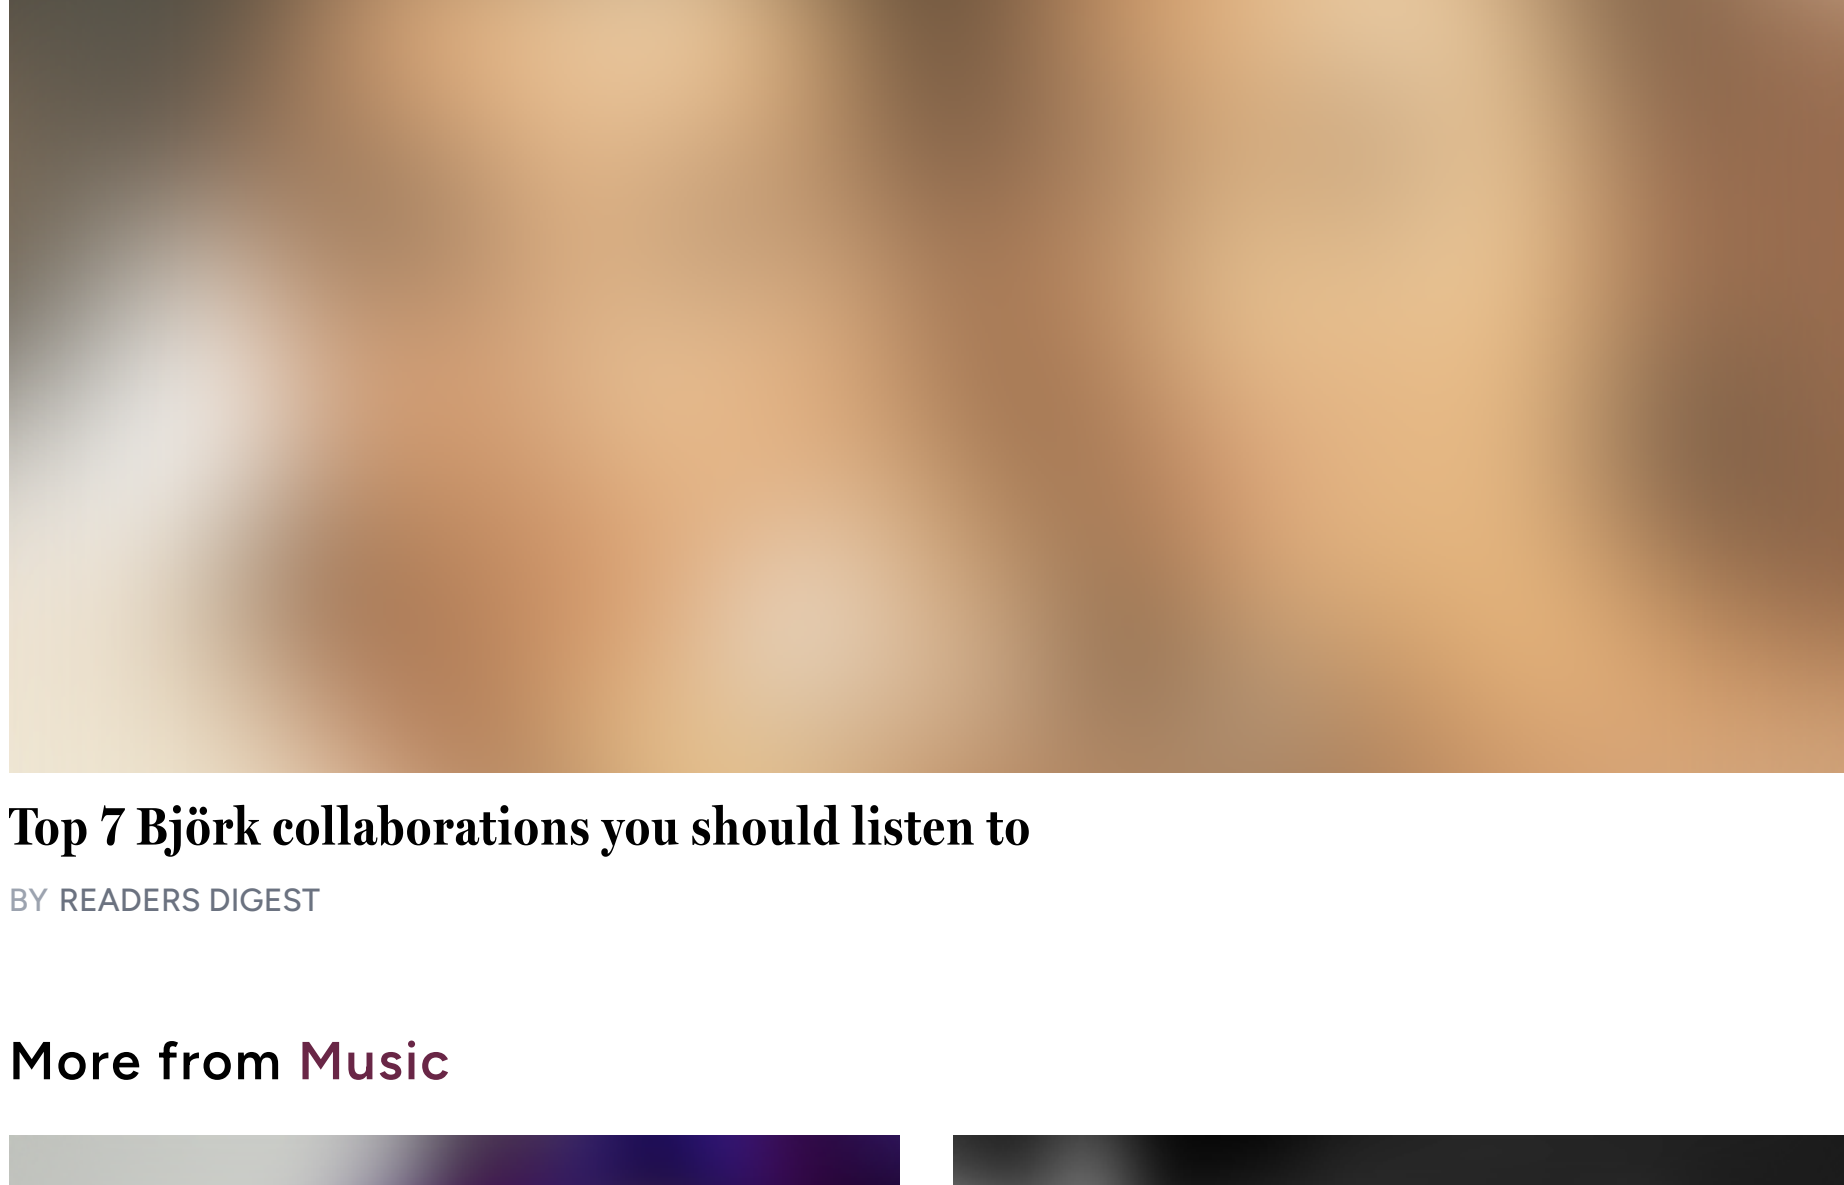 Top 7 Björk collaborations you should listen to
BY READERS DIGEST
More from Music